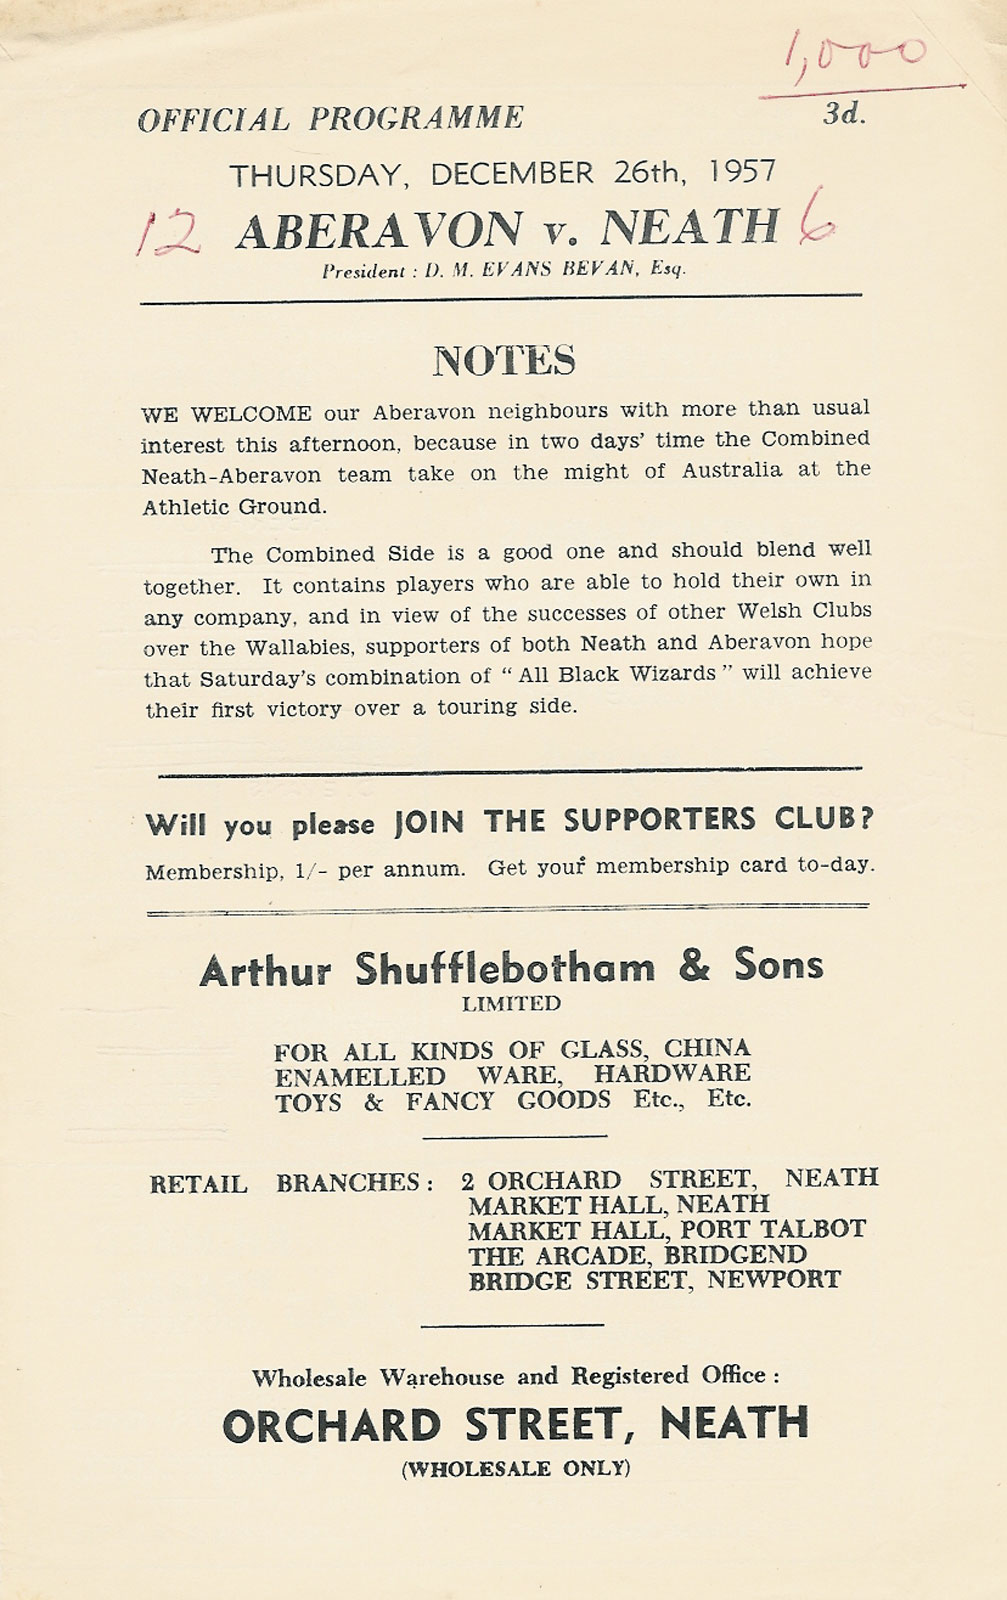 1,000
OFFICIAL PROGRAMME 3d.
THURSDAY, DECEMBER 26th, 1957
12 ABERAVON v. NEATH 6
President : D. M. EVANS BEVAN, Esq.
NOTES
WE WELCOME our Aberavon neighbours with more than usual
interest this afternoon, because in two days' time the Combined
Neath-Aberavon team take on the might of Australia at the
Athletic Ground.
The Combined Side is a good one and should blend well
together. It contains players who are able to hold their own in
any company, and in view of the successes of other Welsh Clubs
over the Wallabies, supporters of both Neath and Aberavon hope
that Saturday's combination of “ All Black Wizards ” will achieve
their first victory over a touring side.
Will you please JOIN THE SUPPORTERS CLUB?
Membership, 1/- per annum. Get your membership card to-day.
Arthur Shufflebotham & Sons
LIMITED
FOR ALL KINDS OF GLASS, CHINA
ENAMELLED WARE, HARDWARE
TOYS & FANCY GOODS Etc., Etc.
RETAIL BRANCHES : 2 ORCHARD STREET, NEATH
MARKET HALL, NEATH
MARKET HALL, PORT TALBOT
THE ARCADE, BRIDGEND
BRIDGE STREET, NEWPORT
Wholesale Warehouse and Registered Office :
ORCHARD STREET, NEATH
(WHOLESALE ONLY)